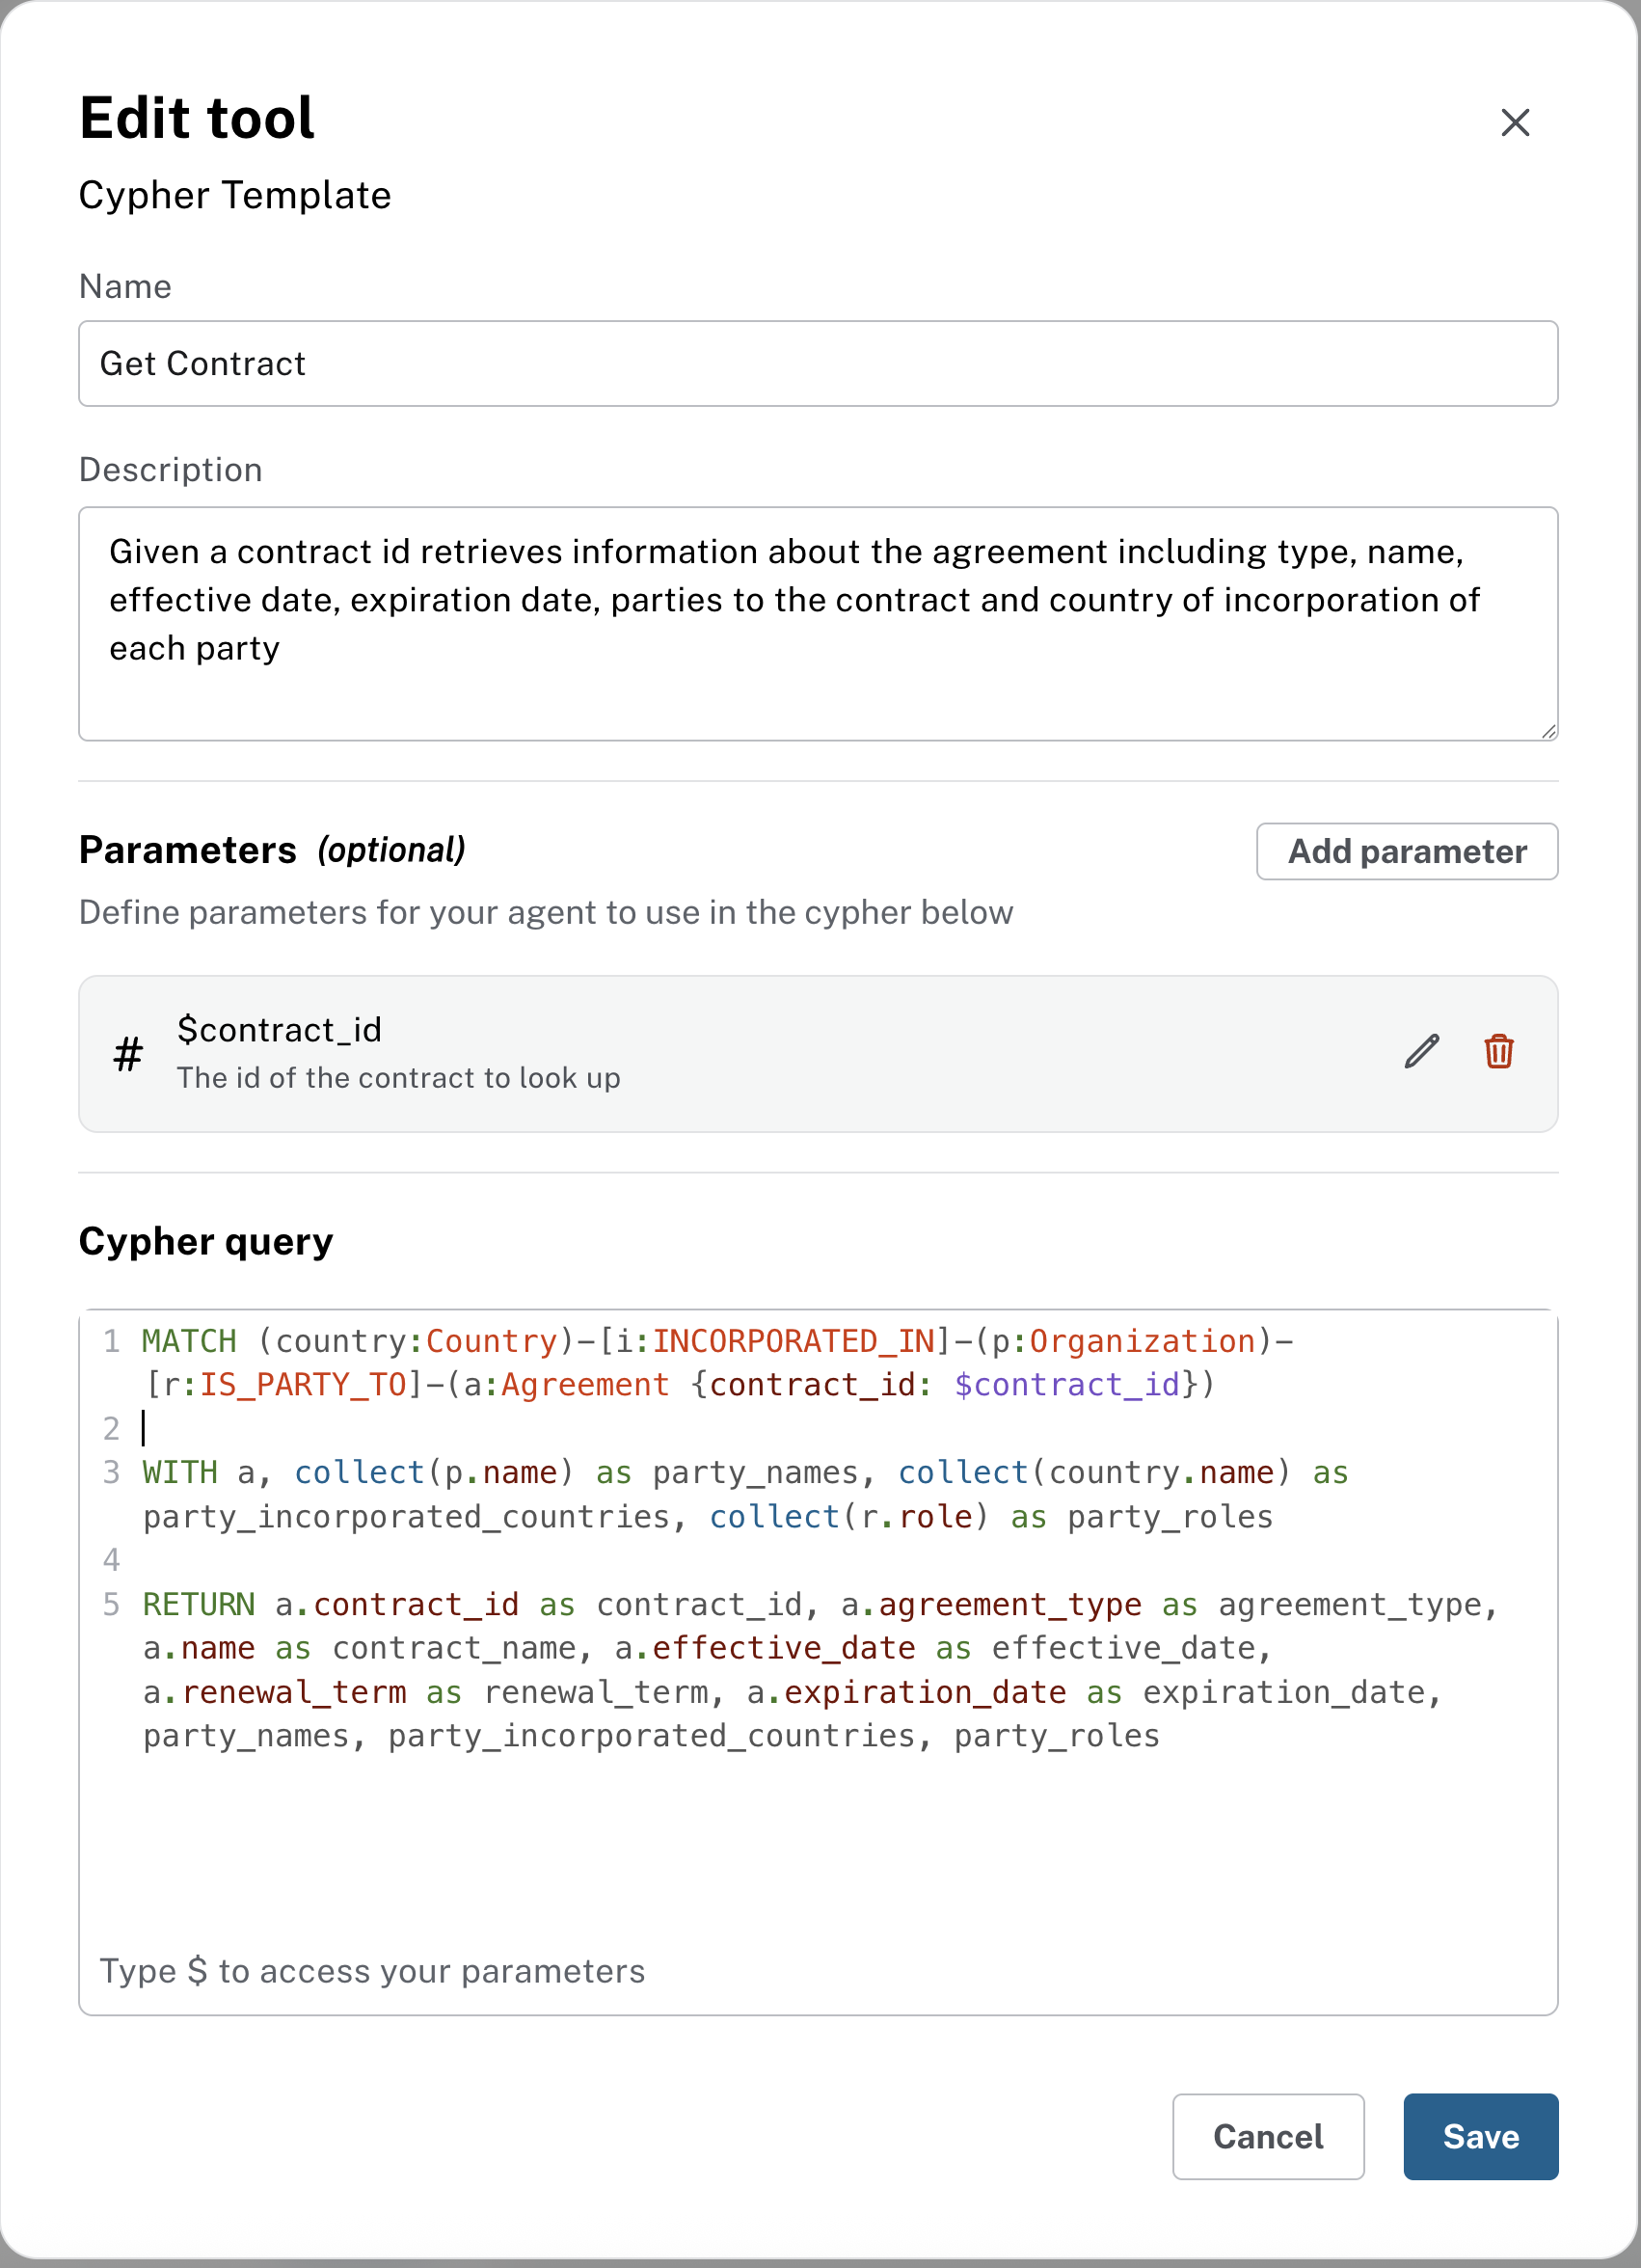 Edit tool
Cypher Template
Name
Get Contract
Description
Given a contract id retrieves information about the agreement including type, name,
effective date, expiration date, parties to the contract and country of incorporation of
each party
Parameters (optional)
Add parameter
Define parameters for your agent to use in the cypher below
# $contract_id
The id of the contract to look up
Cypher query
1 MATCH (country:Country)-[i:INCORPORATED_IN]-(p:Organization)-
[r:IS_PARTY_TO]-(a:Agreement {contract_id: $contract_id})
2
3 WITH a, collect(p.name) as party_names, collect(country.name) as
party_incorporated_countries, collect(r.role) as party_roles
4
5 RETURN a.contract_id as contract_id, a.agreement_type as agreement_type,
a.name as contract_name, a.effective_date as effective_date,
a.renewal_term as renewal_term, a.expiration_date as expiration_date,
party_names, party_incorporated_countries, party_roles
Type $ to access your parameters
Cancel
Save